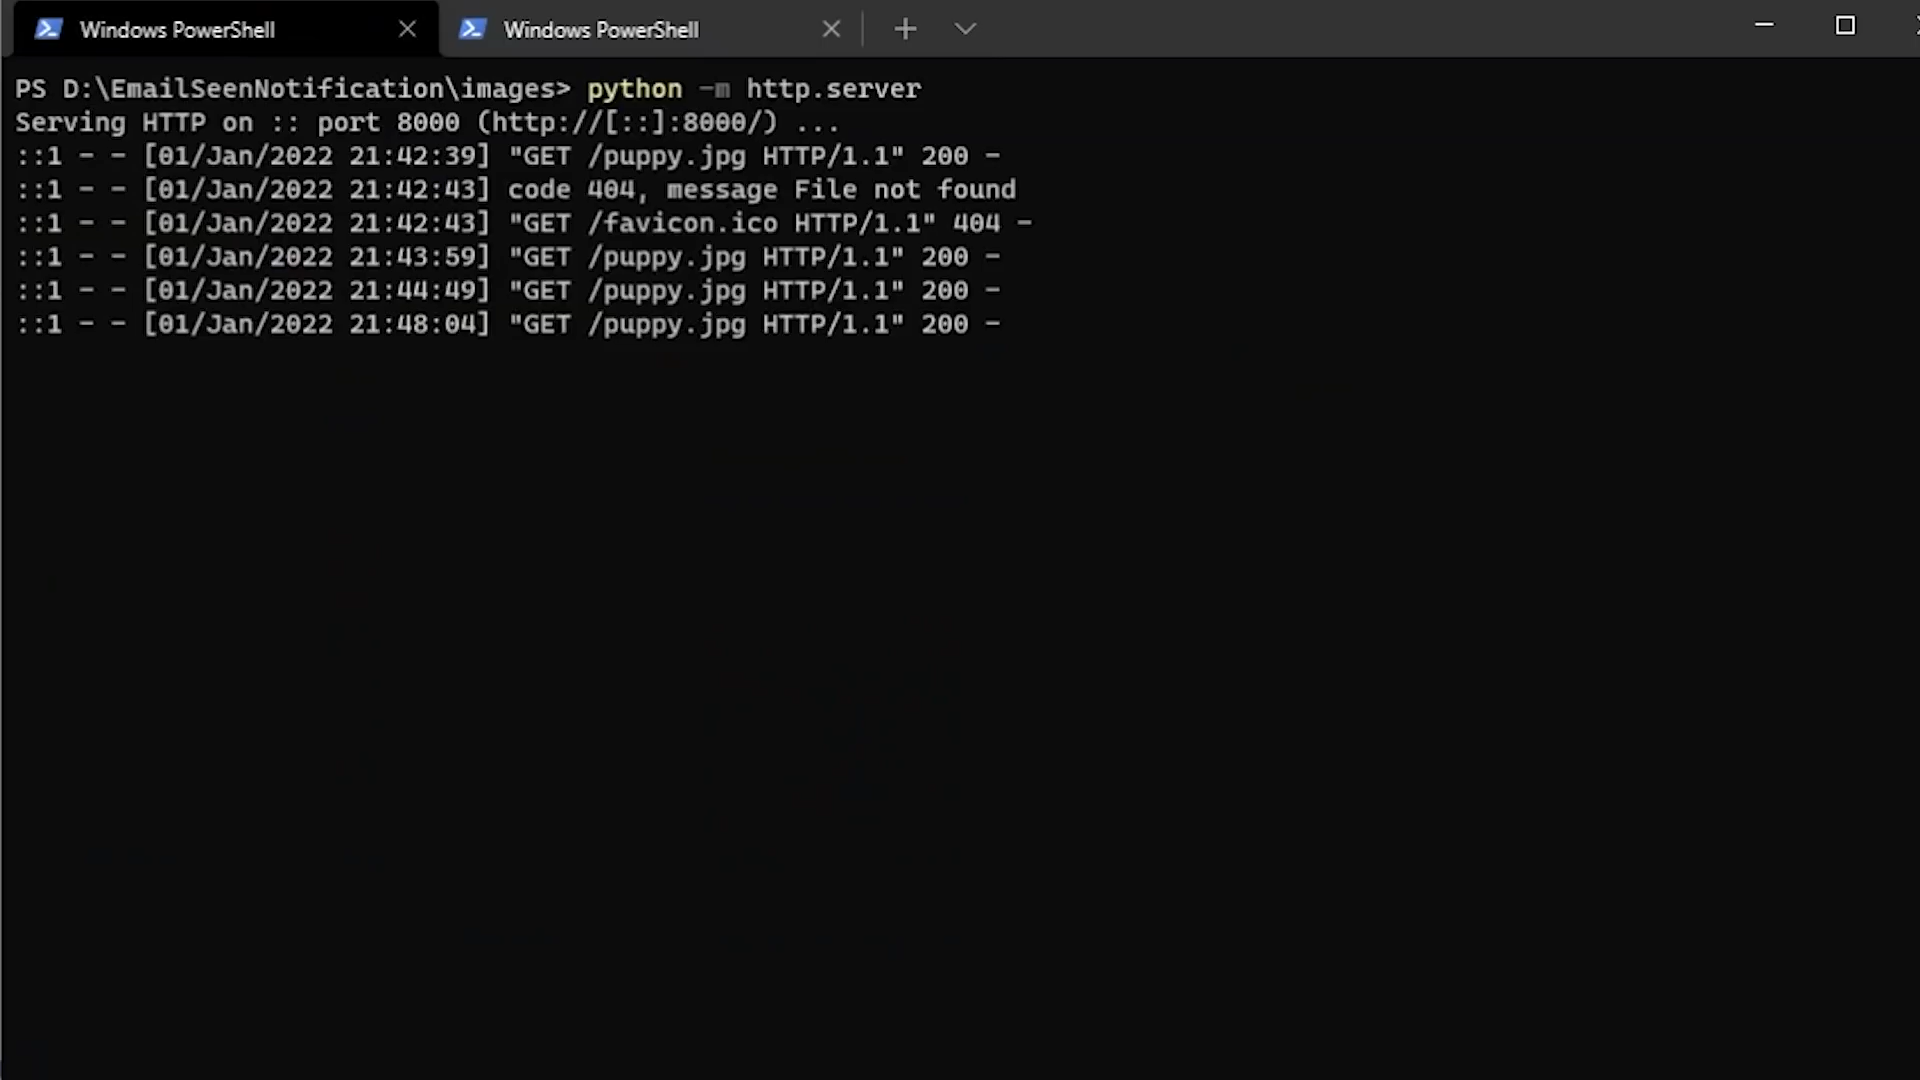 Windows PowerShell
Windows PowerShell
PS D:\EmailSeenNotification\images> python -m http.server
Serving HTTP on :: port 8000 (http://[::]:8000/) ...
::1 - - [01/Jan/2022 21:42:39] "GET /puppy.jpg HTTP/1.1" 200 -
::1 - - [01/Jan/2022 21:42:43] code 404, message File not found
::1 - - [01/Jan/2022 21:42:43] "GET /favicon.ico HTTP/1.1" 404 -
::1 - - [01/Jan/2022 21:43:59] "GET /puppy.jpg HTTP/1.1" 200 -
::1 - - [01/Jan/2022 21:44:49] "GET /puppy.jpg HTTP/1.1" 200 -
::1 - - [01/Jan/2022 21:48:04] "GET /puppy.jpg HTTP/1.1" 200 -